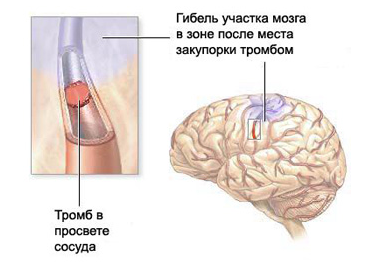 Гибель участка мозга
в зоне после места
закупорки тромбом
Тромб в
просвете
сосуда